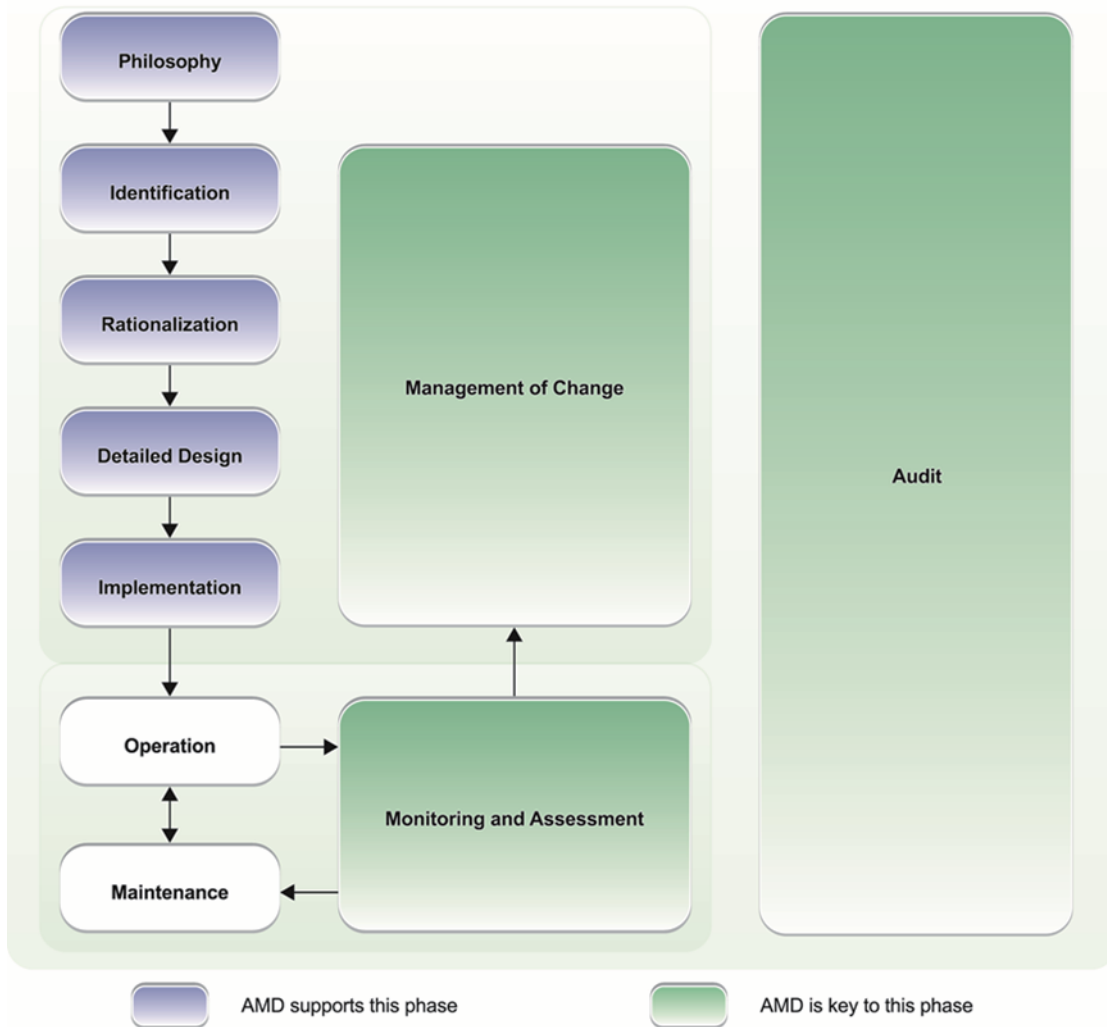 Philosophy
Identification
Rationalization
Detailed Design
Implementation
Management of Change
Audit
Operation
Maintenance
Monitoring and Assessment
AMD supports this phase
AMD is key to this phase